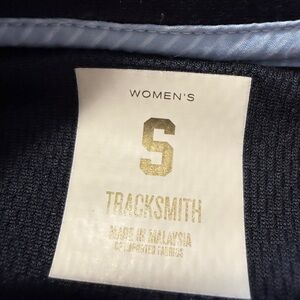 WOMEN'S
S
TRACKSMITH
MADE IN MALAYSIA
OF IMPORTED FABRICS